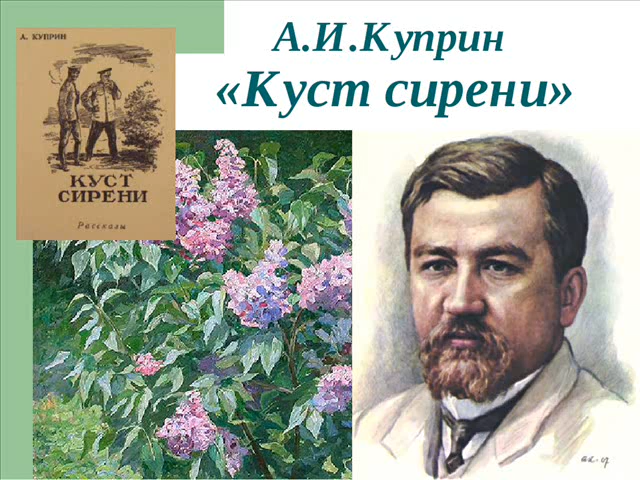 А.И.Куприн
«Куст сирени»
А. КУПРИН
КУСТ
СИРЕНИ
Рассказы